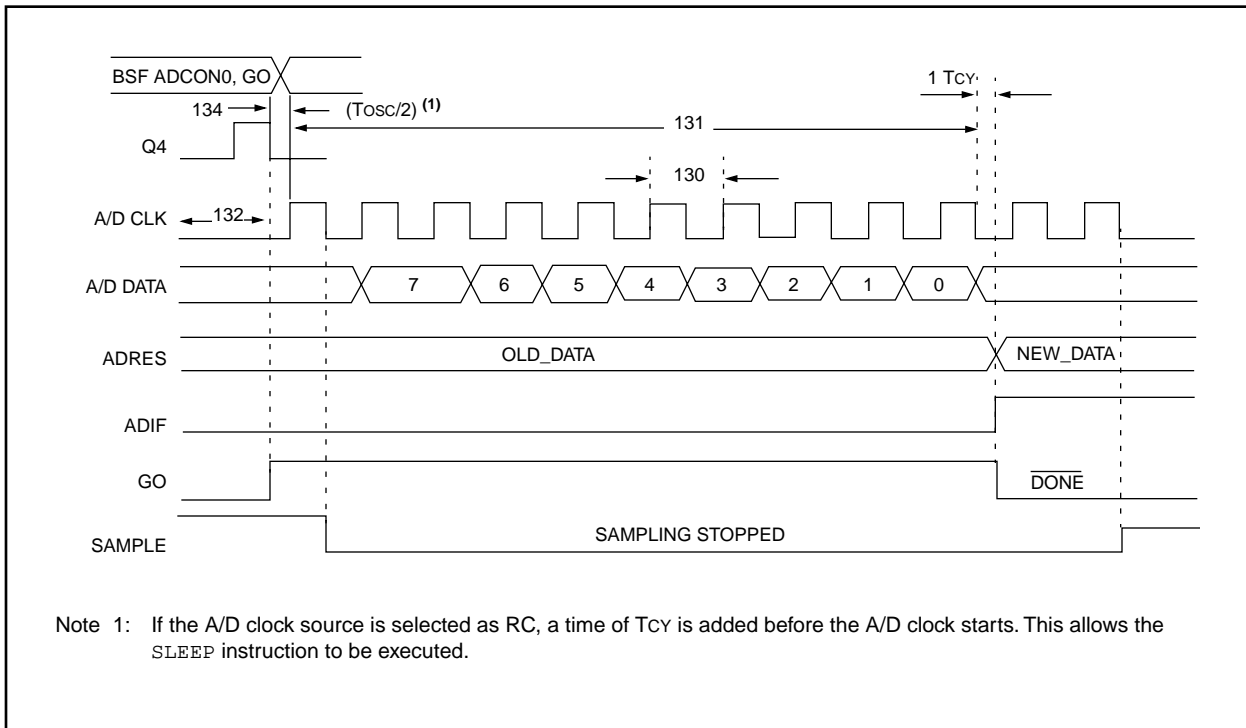 BSF ADCON0, GO
1 TCY
134
(TOSC/2) (1)
131
Q4
130
A/D CLK
132
A/D DATA
7 6 5 4 3 2 1 0
ADRES
OLD_DATA
NEW_DATA
ADIF
GO
DONE
SAMPLE
SAMPLING STOPPED
Note 1: If the A/D clock source is selected as RC, a time of TCY is added before the A/D clock starts. This allows the
SLEEP instruction to be executed.